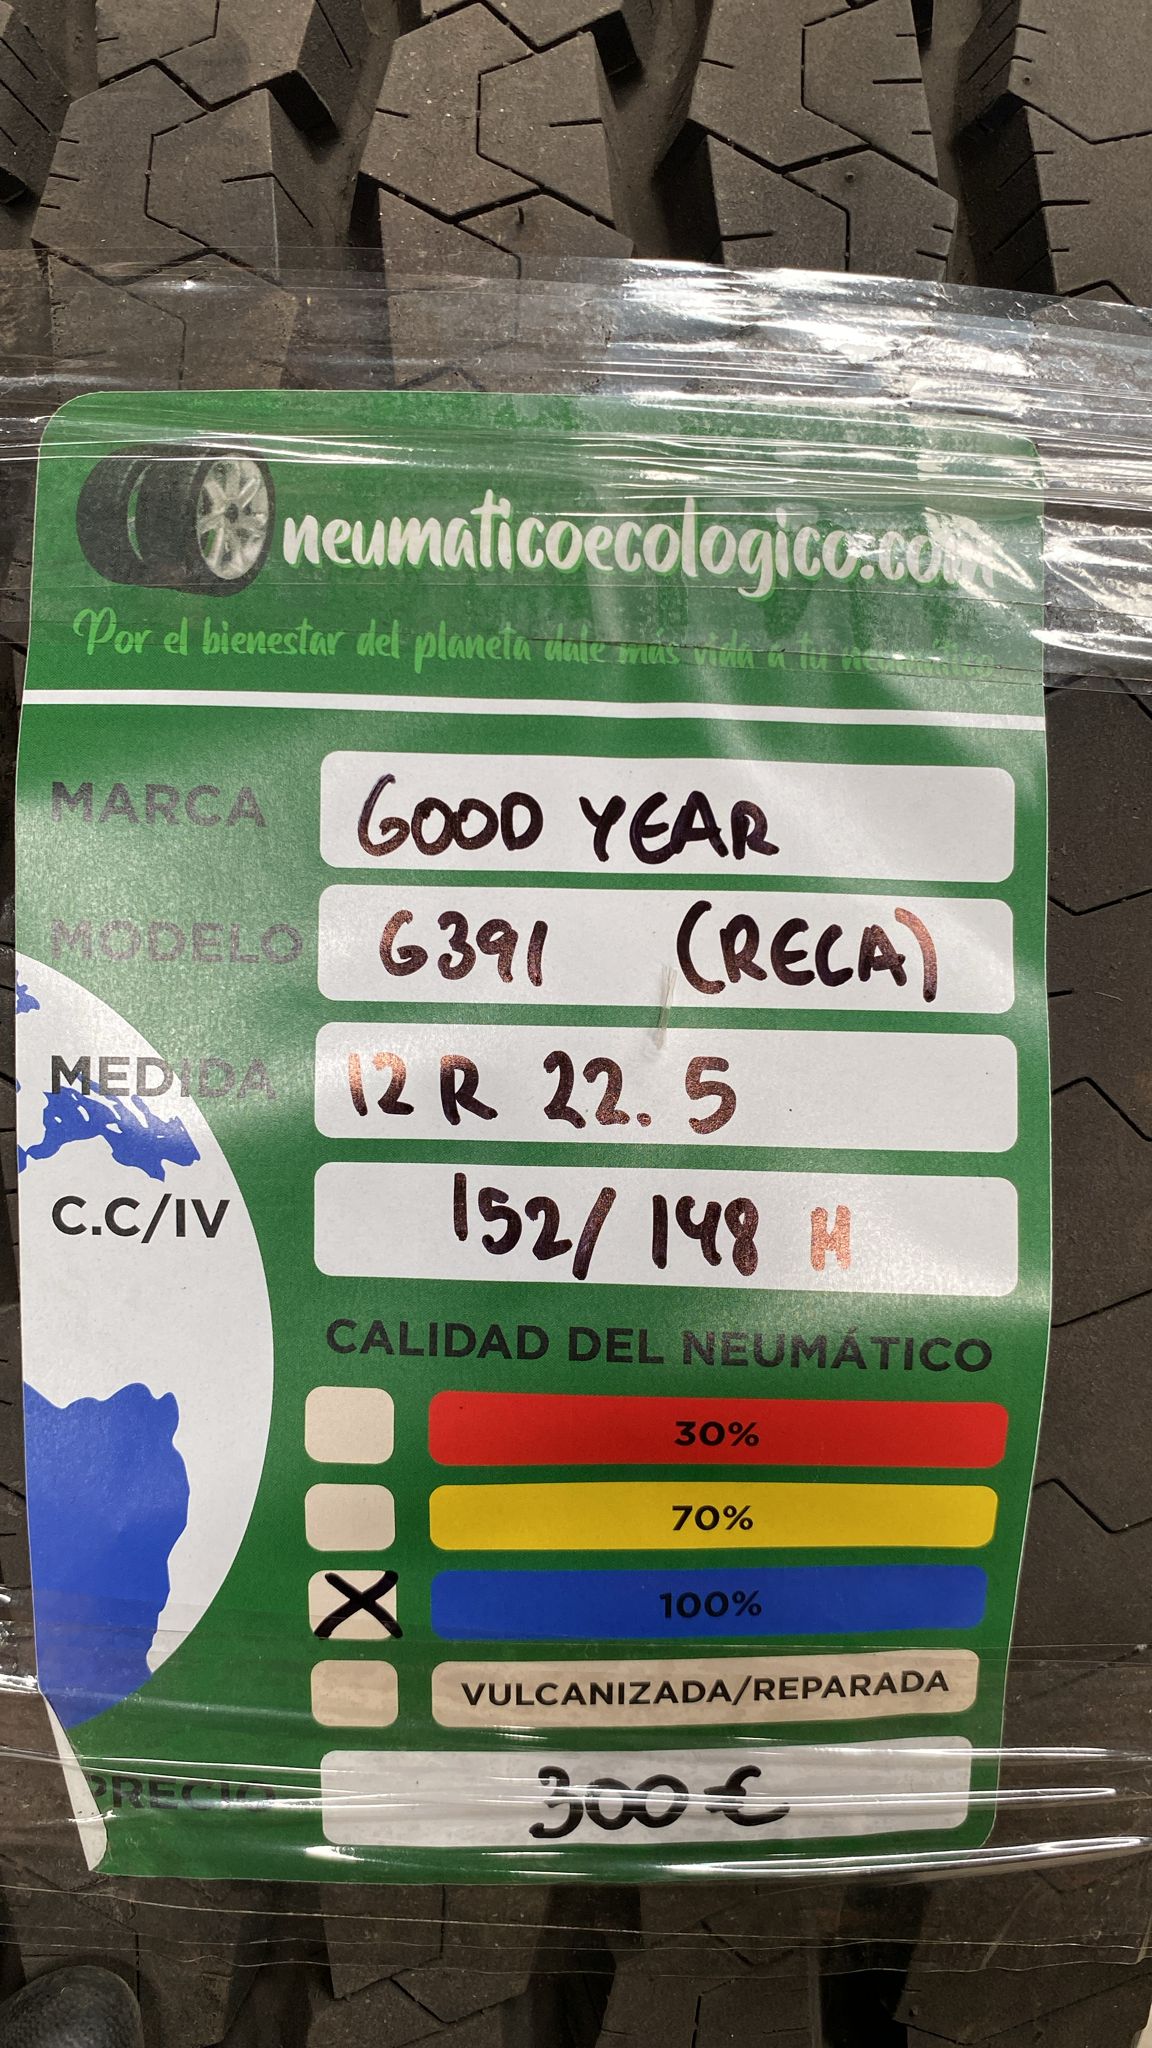 neumaticoecologico.com
Por el bienestar del planeta dale más vida a tu neumático
MARCA GOOD YEAR
MODELO G391 (RECA)
MEDIDA 12 R 22.5
C.C/IV 152/148 H
CALIDAD DEL NEUMÁTICO
30%
70%
X 100%
VULCANIZADA/REPARADA
PRECIO 300 €